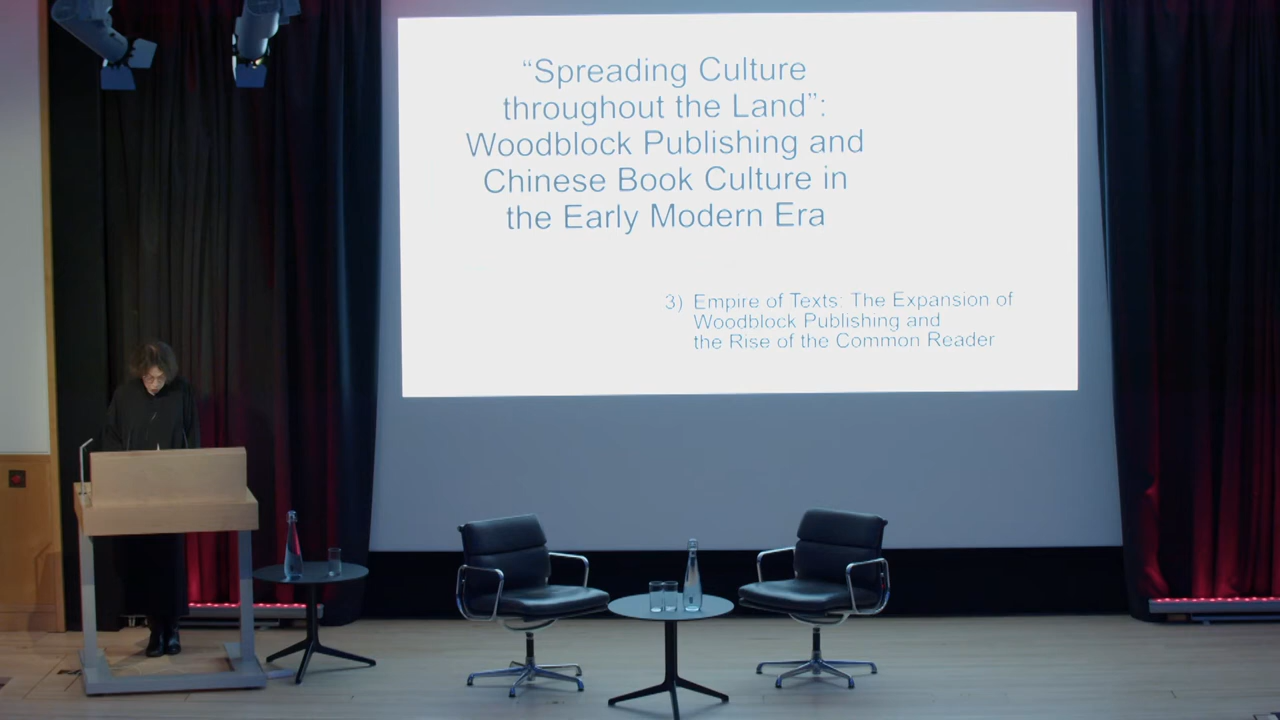 “Spreading Culture
throughout the Land”:
Woodblock Publishing and
Chinese Book Culture in
the Early Modern Era
3) Empire of Texts: The Expansion of
Woodblock Publishing and
the Rise of the Common Reader